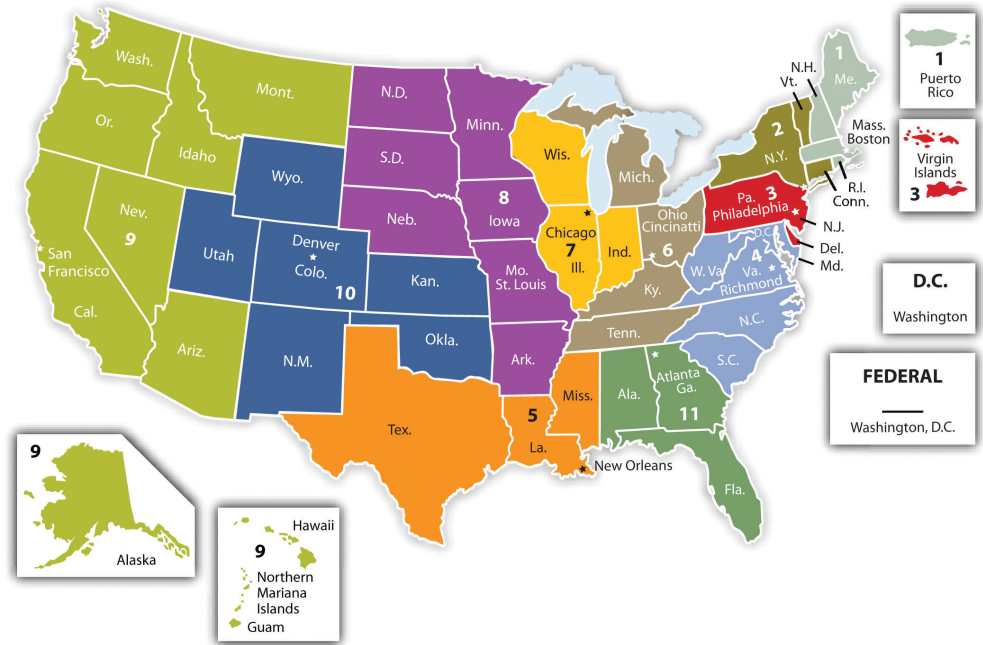 Wash.
Or.
Idaho
Mont.
Nev.
9
San
Francisco
Cal.
Ariz.
Wyo.
Utah
Denver
Colo.
10
N.M.
Kan.
Okla.
N.D.
S.D.
Neb.
Minn.
8
Iowa
Mo.
St. Louis
Ark.
Tex.
5
La.
Miss.
New Orleans
Wis.
Chicago
7
Ill.
Ind.
Mich.
Ohio
Cincinatti
6
Ky.
Tenn.
Ala.
Atlanta
Ga.
11
Fla.
D.C.
4
W. Va.
Va.
Richmond
N.C.
S.C.
Pa.
3
Philadelphia
2
N.Y.
Vt.
N.H.
1
Me.
Mass.
Boston
R.I.
Conn.
N.J.
Del.
Md.
1
Puerto
Rico
Virgin
Islands
3
D.C.
Washington
FEDERAL
Washington, D.C.
9
Alaska
Hawaii
9
Northern
Mariana
Islands
Guam